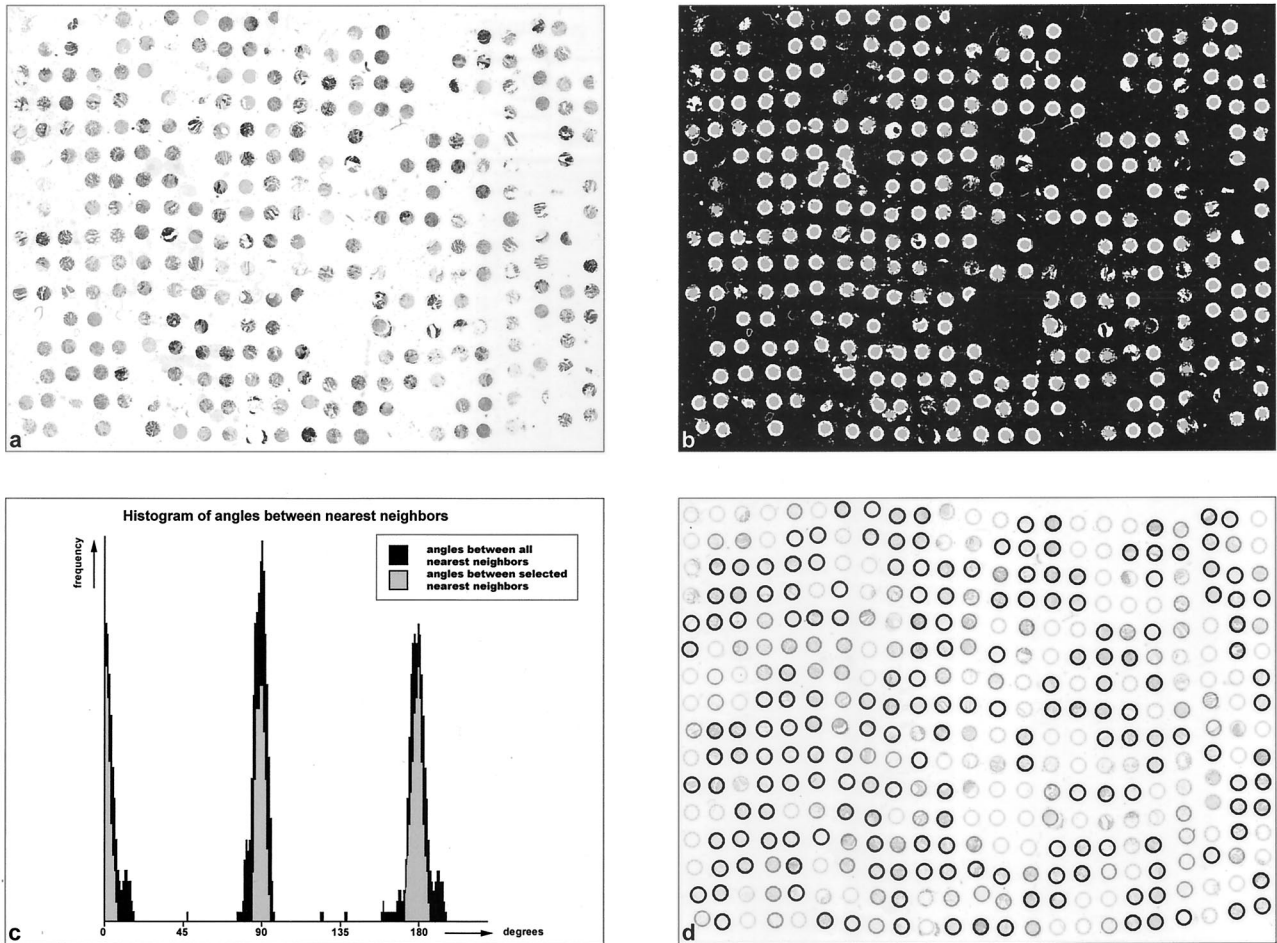 a
b
Histogram of angles between nearest neighbors
frequency
angles between all
nearest neighbors
angles between selected
nearest neighbors
0
45
90
135
180
degrees
c
d